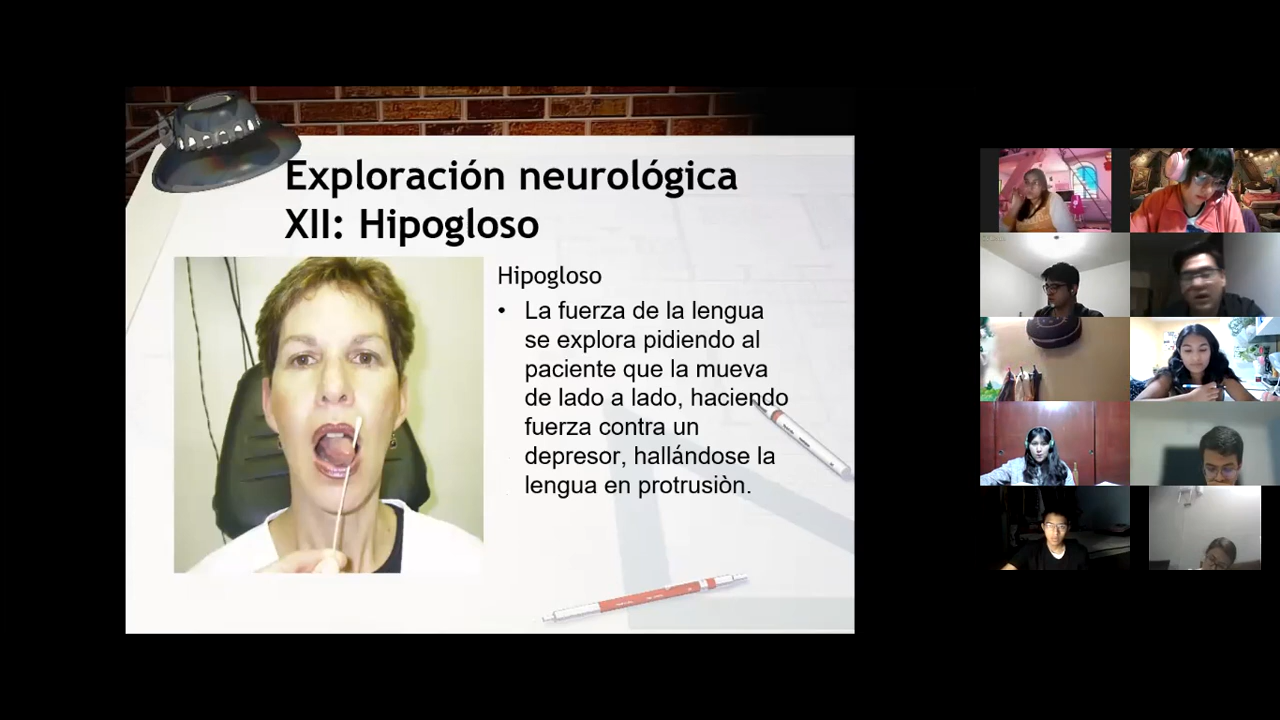 Exploración neurológica
XII: Hipogloso
Hipogloso
• La fuerza de la lengua
se explora pidiendo al
paciente que la mueva
de lado a lado, haciendo
fuerza contra un
depresor, hallándose la
lengua en protrusiòn.